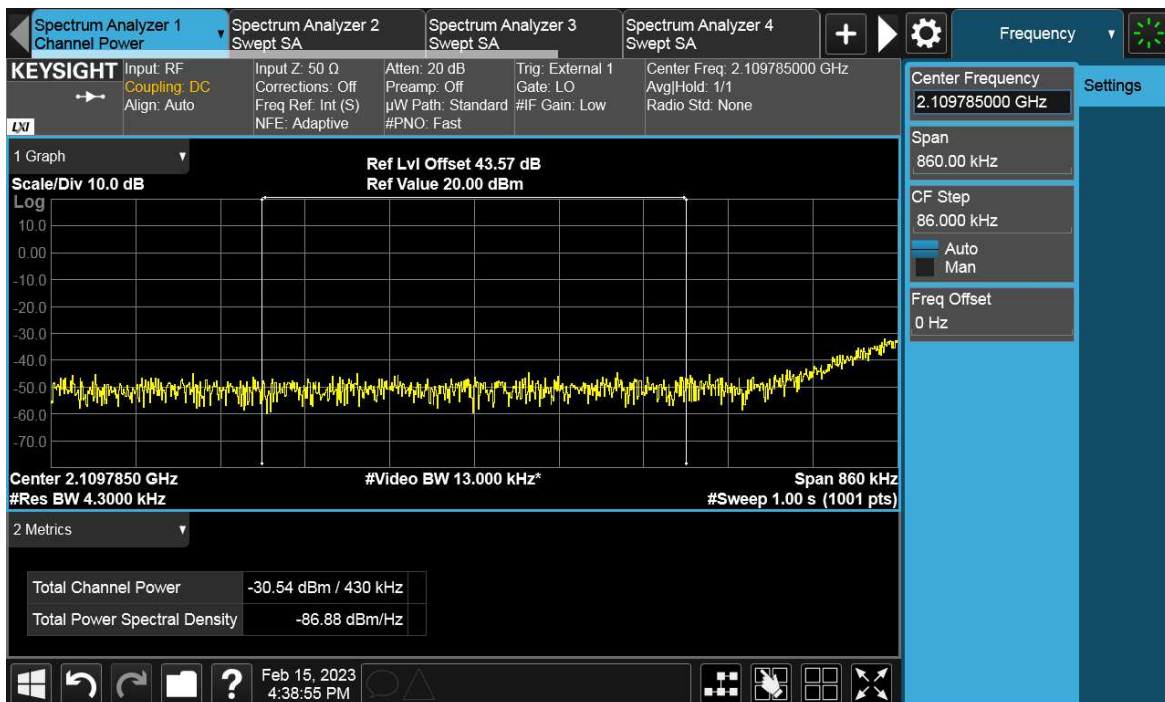 Spectrum Analyzer 1
Channel Power
Spectrum Analyzer 2
Swept SA
Spectrum Analyzer 3
Swept SA
Spectrum Analyzer 4
Swept SA
+
Frequency
KEYSIGHT
LXI
Input: RF
Coupling: DC
Align: Auto
Input Z: 50 Ω
Corrections: Off
Freq Ref: Int (S)
NFE: Adaptive
Atten: 20 dB
Preamp: Off
µW Path: Standard
#PNO: Fast
Trig: External 1
Gate: LO
#IF Gain: Low
Center Freq: 2.109785000 GHz
Avg|Hold: 1/1
Radio Std: None
Center Frequency
2.109785000 GHz
Settings
Span
860.00 kHz
CF Step
86.000 kHz
Auto
Man
Freq Offset
0 Hz
1 Graph
Scale/Div 10.0 dB
Ref Lvl Offset 43.57 dB
Ref Value 20.00 dBm
Log
10.0
0.00
-10.0
-20.0
-30.0
-40.0
-50.0
-60.0
-70.0
Center 2.1097850 GHz
#Video BW 13.000 kHz*
Span 860 kHz
#Res BW 4.3000 kHz
#Sweep 1.00 s (1001 pts)
2 Metrics
Total Channel Power -30.54 dBm / 430 kHz
Total Power Spectral Density -86.88 dBm/Hz
?
Feb 15, 2023
4:38:55 PM